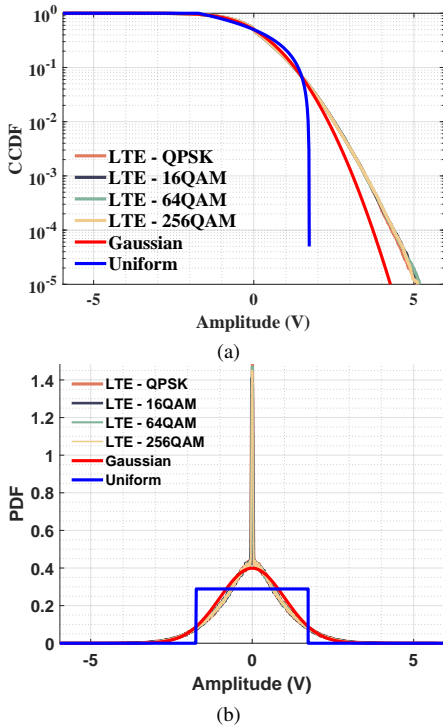 10^0
10^-1
10^-2
10^-3
10^-4
10^-5
CCDF
LTE - QPSK
LTE - 16QAM
LTE - 64QAM
LTE - 256QAM
Gaussian
Uniform
-5
0
5
Amplitude (V)
(a)
1.4
1.2
1
0.8
0.6
0.4
0.2
0
PDF
LTE - QPSK
LTE - 16QAM
LTE - 64QAM
LTE - 256QAM
Gaussian
Uniform
-5
0
5
Amplitude (V)
(b)